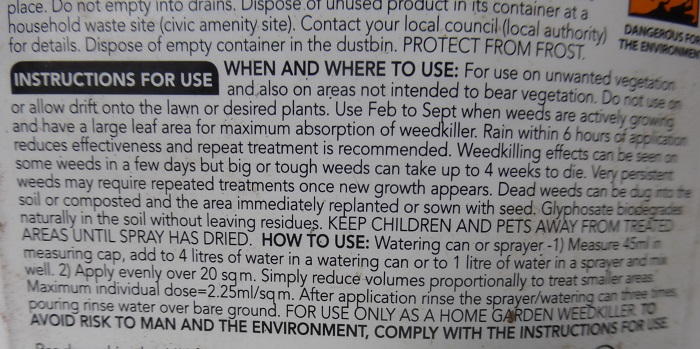 place. Do not empty into drains. Dispose of unused product in its container at a
household waste site (civic amenity site). Contact your local council (local authority)
for details. Dispose of empty container in the dustbin. PROTECT FROM FROST.
DANGEROUS FOR
THE ENVIRONMENT
INSTRUCTIONS FOR USE WHEN AND WHERE TO USE: For use on unwanted vegetation
and also on areas not intended to bear vegetation. Do not use on
or allow drift onto the lawn or desired plants. Use Feb to Sept when weeds are actively growing
and have a large leaf area for maximum absorption of weedkiller. Rain within 6 hours of application
reduces effectiveness and repeat treatment is recommended. Weedkilling effects can be seen on
some weeds in a few days but big or tough weeds can take up to 4 weeks to die. Very persistent
weeds may require repeated treatments once new growth appears. Dead weeds can be dug into the
soil or composted and the area immediately replanted or sown with seed. Glyphosate biodegrades
naturally in the soil without leaving residues. KEEP CHILDREN AND PETS AWAY FROM TREATED
AREAS UNTIL SPRAY HAS DRIED. HOW TO USE: Watering can or sprayer -1) Measure 45ml in
measuring cap, add to 4 litres of water in a watering can or to 1 litre of water in a sprayer and mix
well. 2) Apply evenly over 20 sq m. Simply reduce volumes proportionally to treat smaller areas.
Maximum individual dose=2.25ml/sq m. After application rinse the sprayer/watering can three times,
pouring rinse water over bare ground. FOR USE ONLY AS A HOME GARDEN WEEDKILLER. TO
AVOID RISK TO MAN AND THE ENVIRONMENT, COMPLY WITH THE INSTRUCTIONS FOR USE